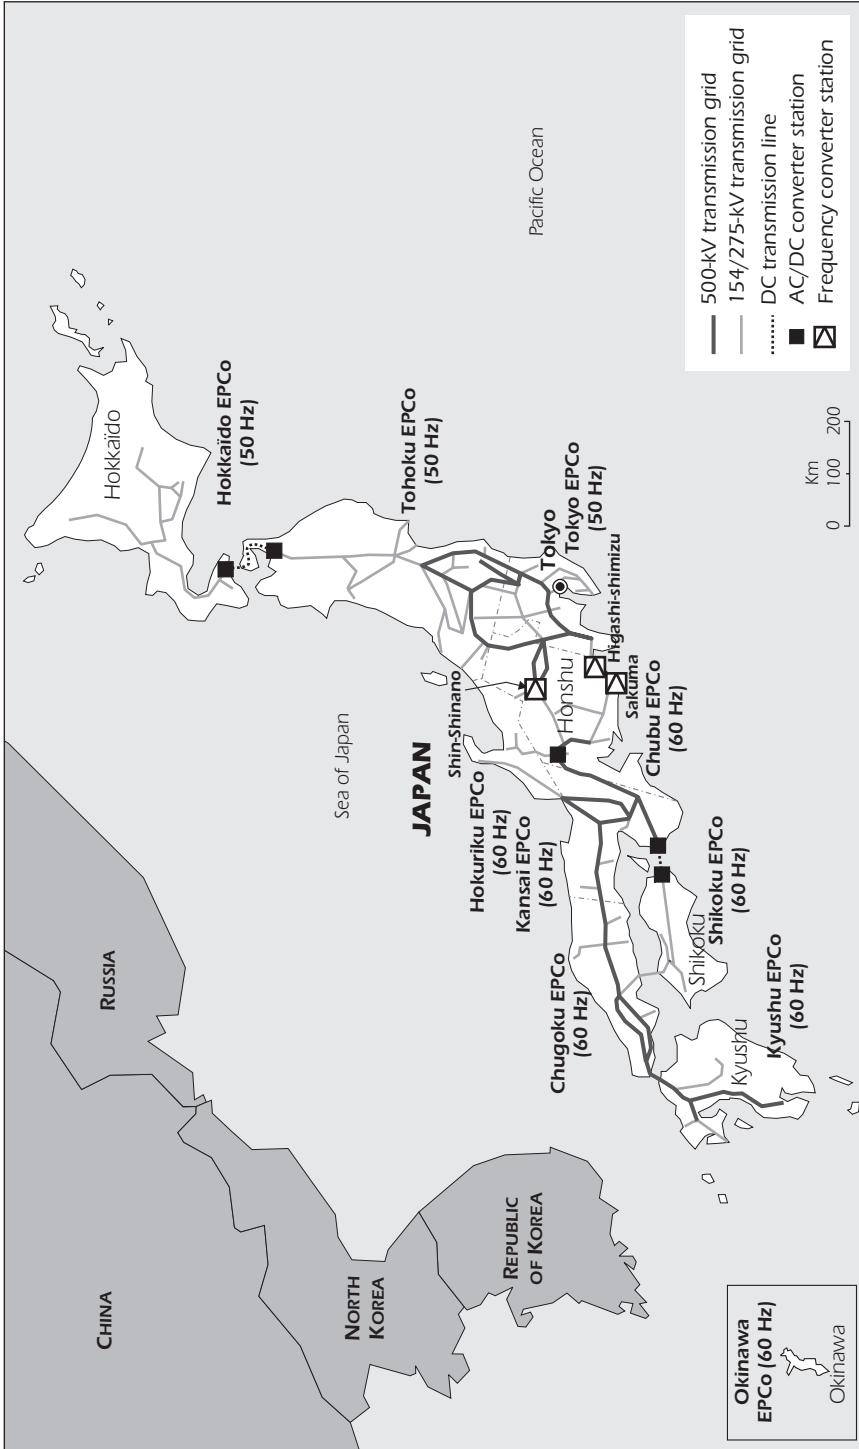 CHINA
RUSSIA
NORTH
KOREA
REPUBLIC
OF KOREA
Sea of Japan
JAPAN
Pacific Ocean
Hokkaïdo
Hokkaïdo EPCo
(50 Hz)
Tohoku EPCo
(50 Hz)
Tokyo
Tokyo EPCo
(50 Hz)
Higashi-shimizu
Shin-Shinano
Honshu
Sakuma
Chubu EPCo
(60 Hz)
Hokuriku EPCo
(60 Hz)
Kansai EPCo
(60 Hz)
Chugoku EPCo
(60 Hz)
Shikoku
Shikoku EPCo
(60 Hz)
Kyushu
Kyushu EPCo
(60 Hz)
Okinawa
EPCo (60 Hz)
Okinawa
Km
0 100 200
500-kV transmission grid
154/275-kV transmission grid
DC transmission line
AC/DC converter station
Frequency converter station